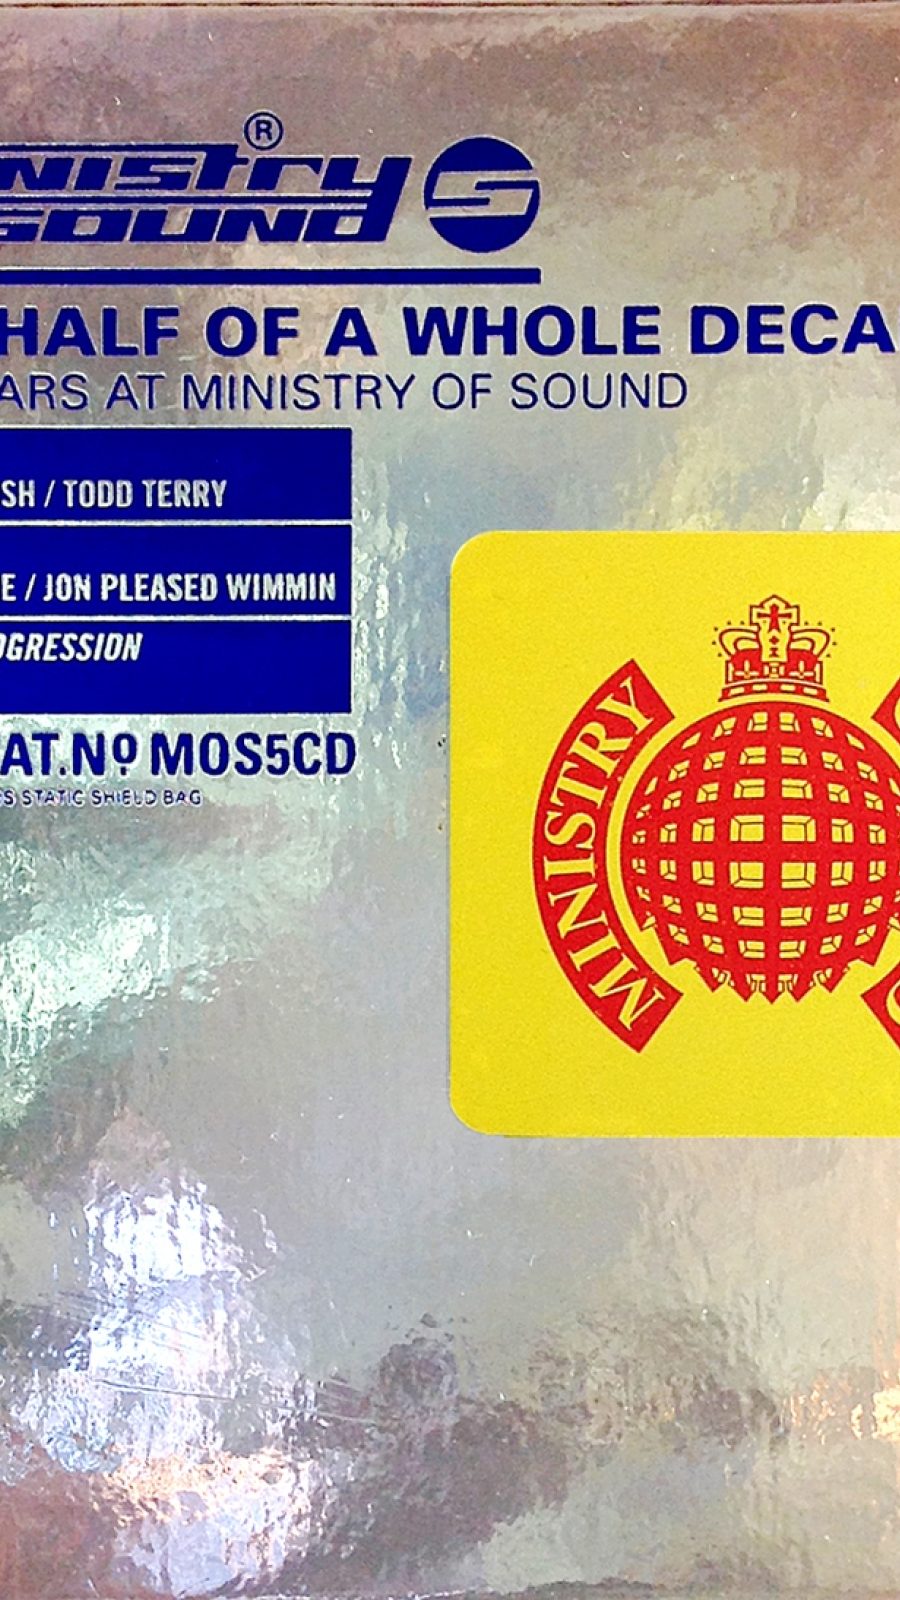 ®
NISTRY
SOUND
HALF OF A WHOLE DECA
ARS AT MINISTRY OF SOUND
SH / TODD TERRY
E / JON PLEASED WIMMIN
OGRESSION
AT.Nº MOS5CD
S STATIC SHIELD BAG
MINISTRY